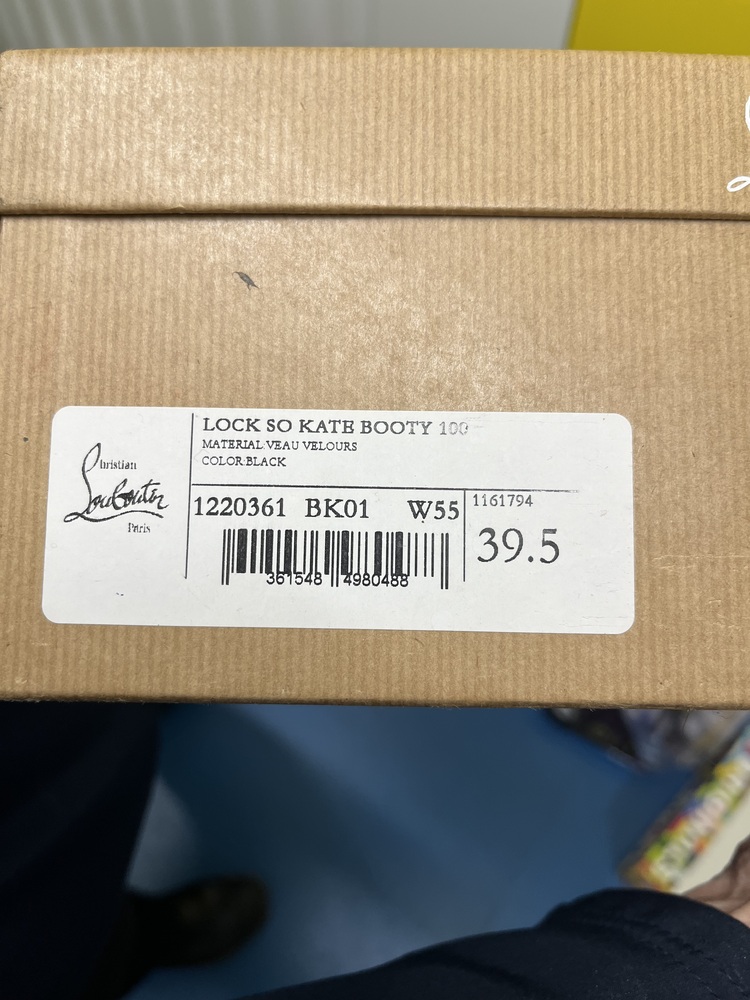 Christian
Louboutin
Paris
LOCK SO KATE BOOTY 100
MATERIAL:VEAU VELOURS
COLOR:BLACK
1220361 BK01 W55
1161794
39.5
361548 4980488